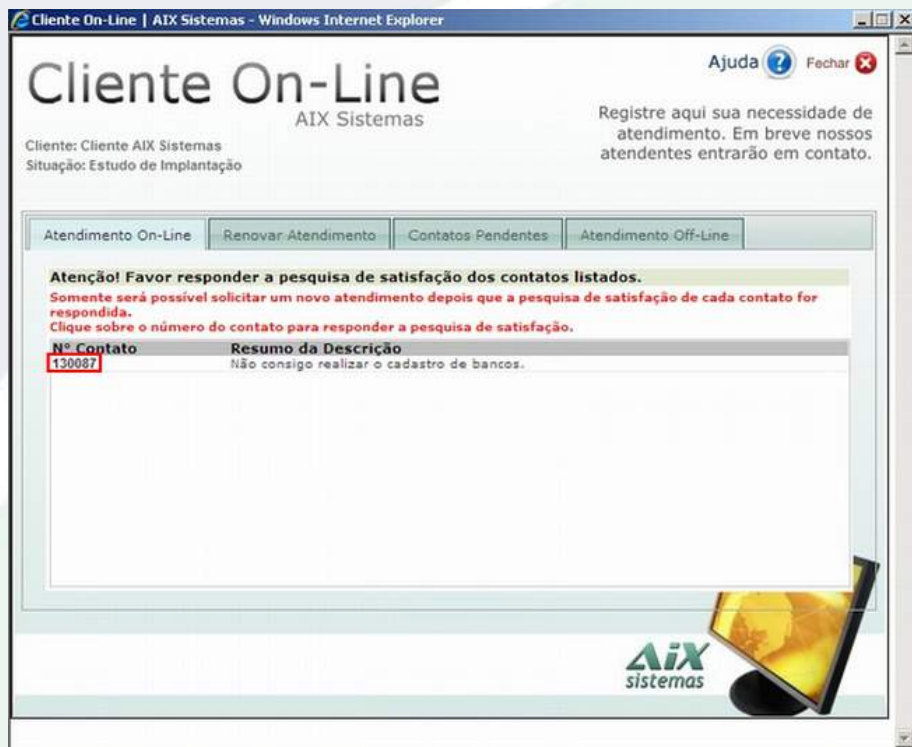 Cliente On-Line | AIX Sistemas - Windows Internet Explorer
Cliente On-Line
AIX Sistemas
Ajuda ? Fechar
Registre aqui sua necessidade de
atendimento. Em breve nossos
atendentes entrarão em contato.
Cliente: Cliente AIX Sistemas
Situação: Estudo de Implantação
Atendimento On-Line Renovar Atendimento Contatos Pendentes Atendimento Off-Line
Atenção! Favor responder a pesquisa de satisfação dos contatos listados.
Somente será possível solicitar um novo atendimento depois que a pesquisa de satisfação de cada contato for
respondida.
Clique sobre o número do contato para responder a pesquisa de satisfação.
Nº Contato Resumo da Descrição
130087 Não consigo realizar o cadastro de bancos.
AiX
sistemas